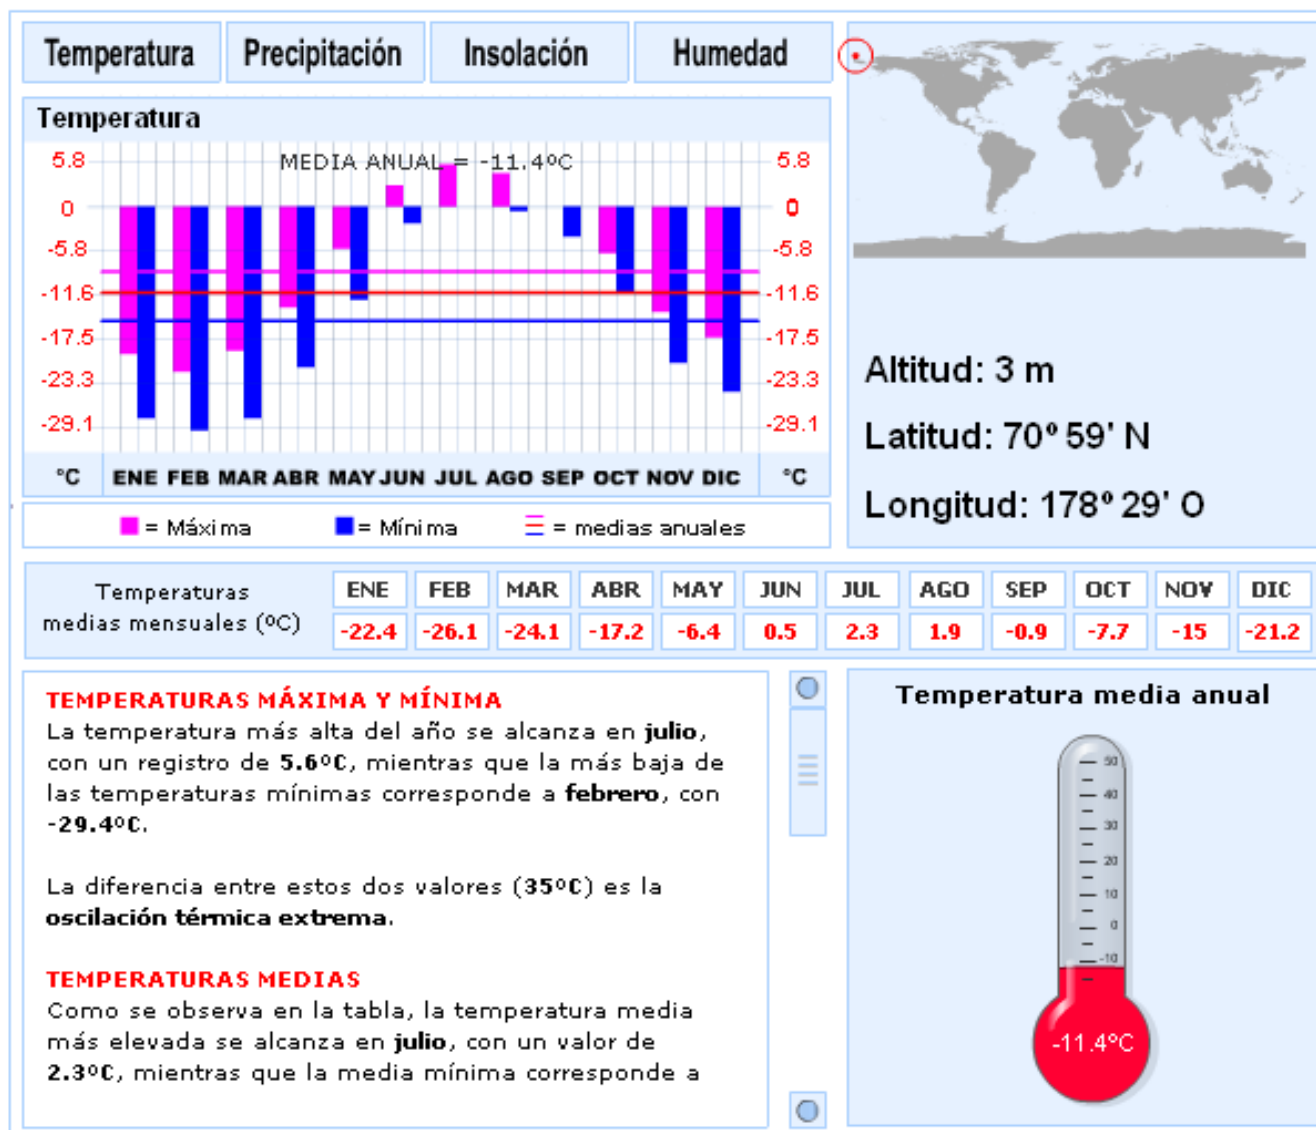 Temperatura Precipitación Insolación Humedad
Temperatura
MEDIA ANUAL = -11.4ºC
5.8 5.8
0 0
-5.8 -5.8
-11.6 -11.6
-17.5 -17.5
-23.3 -23.3
-29.1 -29.1
°C ENE FEB MAR ABR MAY JUN JUL AGO SEP OCT NOV DIC °C
= Máxima = Mínima = medias anuales
Altitud: 3 m
Latitud: 70º 59' N
Longitud: 178º 29' O
Temperaturas
medias mensuales (ºC)
ENE FEB MAR ABR MAY JUN JUL AGO SEP OCT NOV DIC
-22.4 -26.1 -24.1 -17.2 -6.4 0.5 2.3 1.9 -0.9 -7.7 -15 -21.2
TEMPERATURAS MÁXIMA Y MÍNIMA
La temperatura más alta del año se alcanza en julio,
con un registro de 5.6ºC, mientras que la más baja de
las temperaturas mínimas corresponde a febrero, con
-29.4ºC.
La diferencia entre estos dos valores (35ºC) es la
oscilación térmica extrema.
TEMPERATURAS MEDIAS
Como se observa en la tabla, la temperatura media
más elevada se alcanza en julio, con un valor de
2.3ºC, mientras que la media mínima corresponde a
Temperatura media anual
50
40
30
20
10
0
-10
-11.4ºC